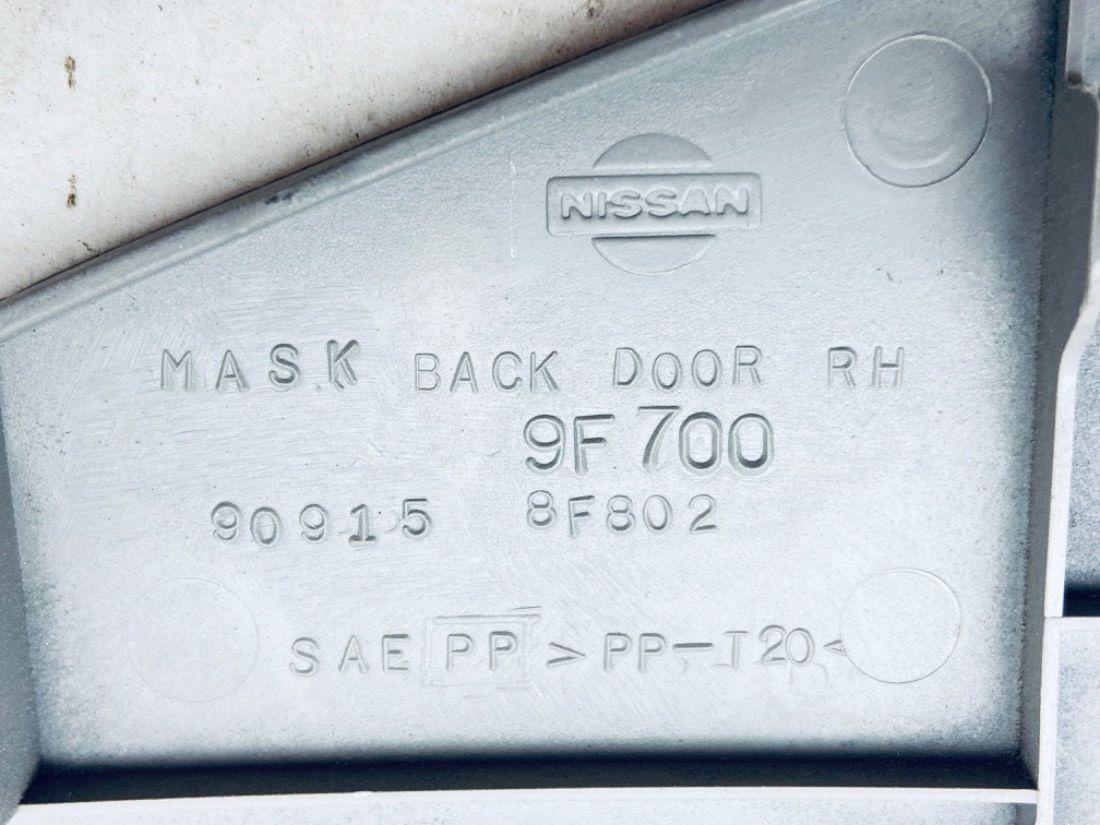 NISSAN
MASK BACK DOOR RH
9F700
90915 8F802
SAE PP >PP-T20<